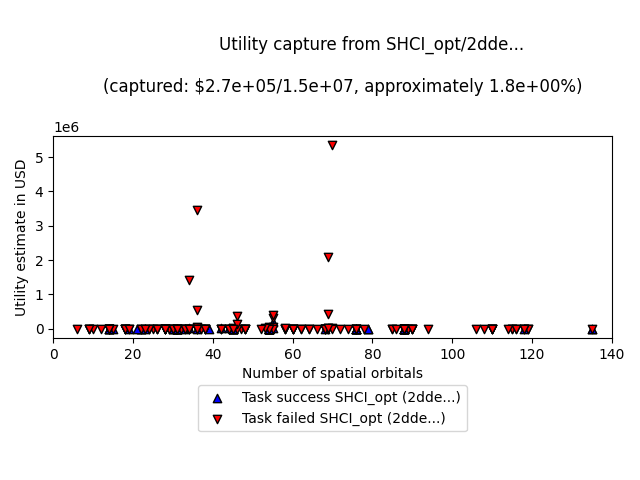 Utility capture from SHCI_opt/2dde...
(captured: $2.7e+05/1.5e+07, approximately 1.8e+00%)
1e6
5
4
3
2
1
0
Utility estimate in USD
0 20 40 60 80 100 120 140
Number of spatial orbitals
Task success SHCI_opt (2dde...)
Task failed SHCI_opt (2dde...)